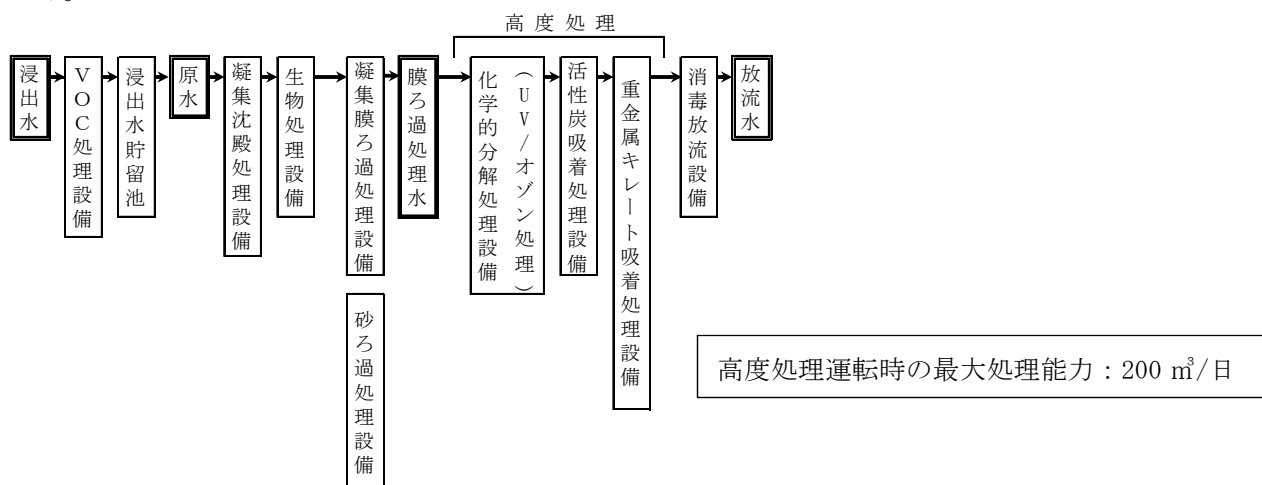 高度処理
浸出水
VOC処理設備
浸出水貯留池
原水
凝集沈殿処理設備
生物処理設備
凝集膜ろ過処理設備
膜ろ過処理水
化学的分解処理設備
（UV/オゾン処理）
活性炭吸着処理設備
重金属キレート吸着処理設備
消毒放流設備
放流水
砂ろ過処理設備
高度処理運転時の最大処理能力：200 ㎥/日